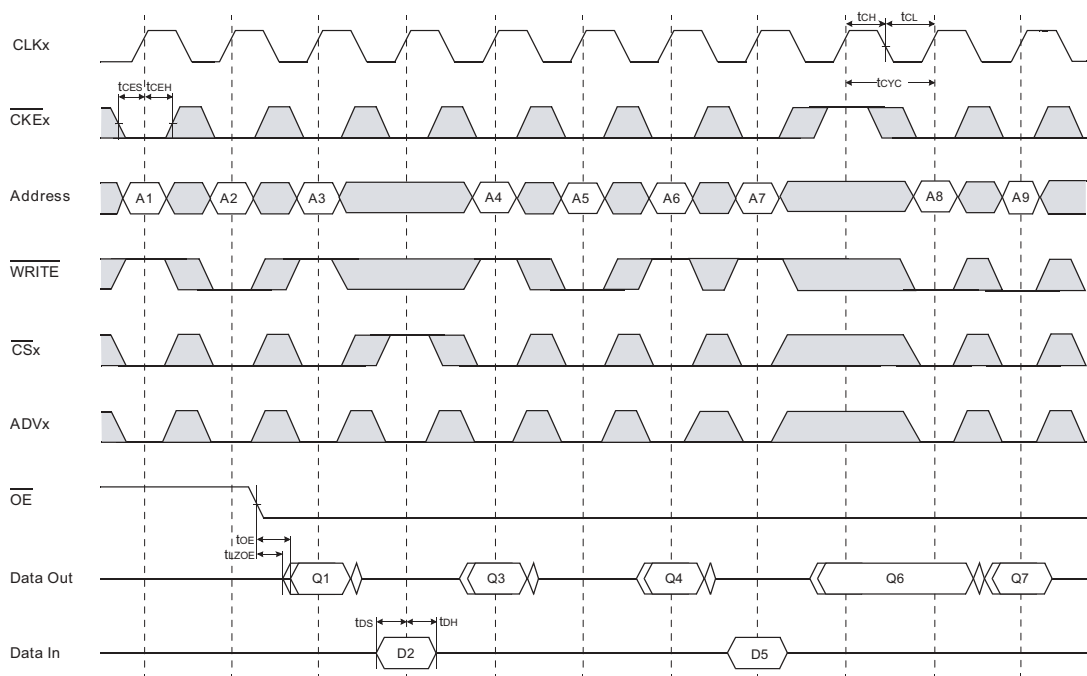 tCH tCL
CLKx
tCYC
tCES tCEH
CKEx
Address A1 A2 A3 A4 A5 A6 A7 A8 A9
WRITE
CSx
ADVx
OE
tOE
tLZOE
Data Out Q1 Q3 Q4 Q6 Q7
tDS tDH
Data In D2 D5